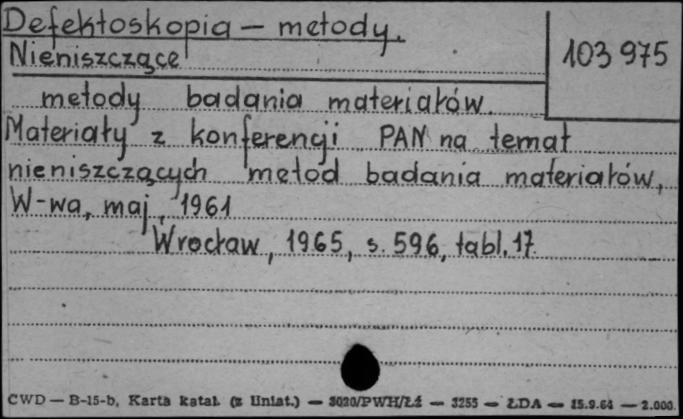 Defektoskopia — metody.
103 975
Nieniszczące
metody badania materiałów.
Materiały z konferencji PAN na temat
nieniszczących metod badania materiałów,
W-wa, maj, 1961
Wrocław, 1965, s. 596, tabl. 17.
CWD — B-15-b, Karta katal. (z Uniat.) — 3020/PWH/Łź — 3255 — ŁDA — 15.9.64 — 2.000.